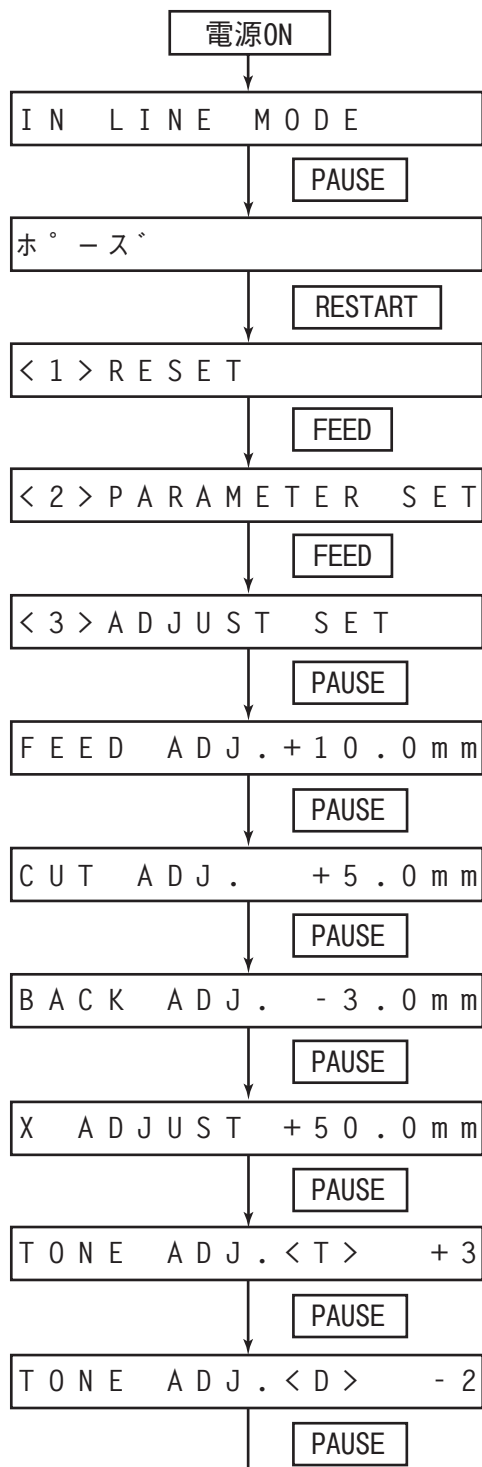 電源ON
IN LINE MODE
PAUSE
ホ゜ーズ
RESTART
<1>RESET
FEED
<2>PARAMETER SET
FEED
<3>ADJUST SET
PAUSE
FEED ADJ.+10.0mm
PAUSE
CUT ADJ. +5.0mm
PAUSE
BACK ADJ. -3.0mm
PAUSE
X ADJUST +50.0mm
PAUSE
TONE ADJ.<T> +3
PAUSE
TONE ADJ.<D> -2
PAUSE